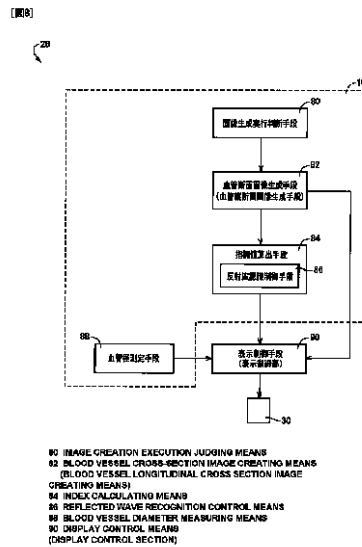 [図8]
28
10
80
画像生成実行判断手段
82
血管断面画像生成手段
(血管縦断面画像生成手段)
84
指標値算出手段
86
反射波認識制御手段
88
血管径測定手段
90
表示制御手段
(表示制御部)
30
80 IMAGE CREATION EXECUTION JUDGING MEANS
82 BLOOD VESSEL CROSS-SECTION IMAGE CREATING MEANS
(BLOOD VESSEL LONGITUDINAL CROSS SECTION IMAGE
CREATING MEANS)
84 INDEX CALCULATING MEANS
86 REFLECTED WAVE RECOGNITION CONTROL MEANS
88 BLOOD VESSEL DIAMETER MEASURING MEANS
90 DISPLAY CONTROL MEANS
(DISPLAY CONTROL SECTION)